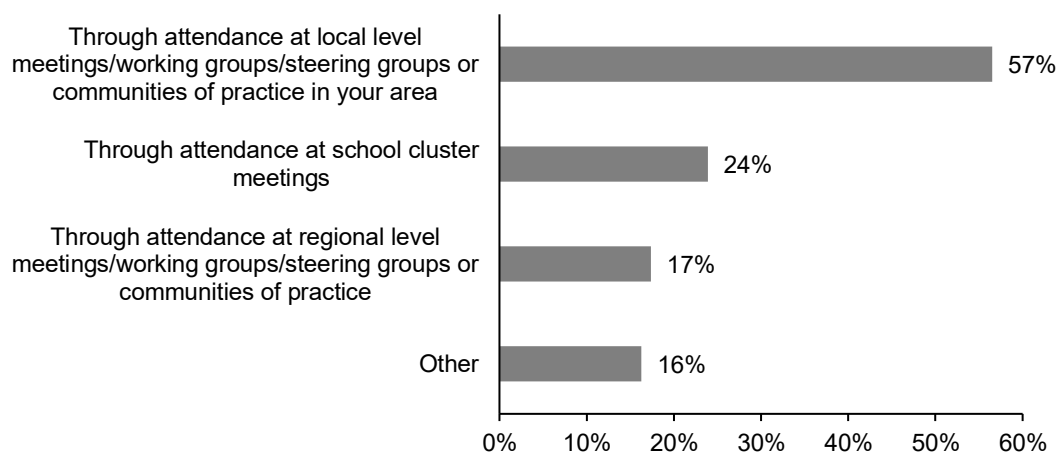 Through attendance at local level
meetings/working groups/steering groups or
communities of practice in your area
57%
Through attendance at school cluster
meetings
24%
Through attendance at regional level
meetings/working groups/steering groups or
communities of practice
17%
Other
16%
0% 10% 20% 30% 40% 50% 60%